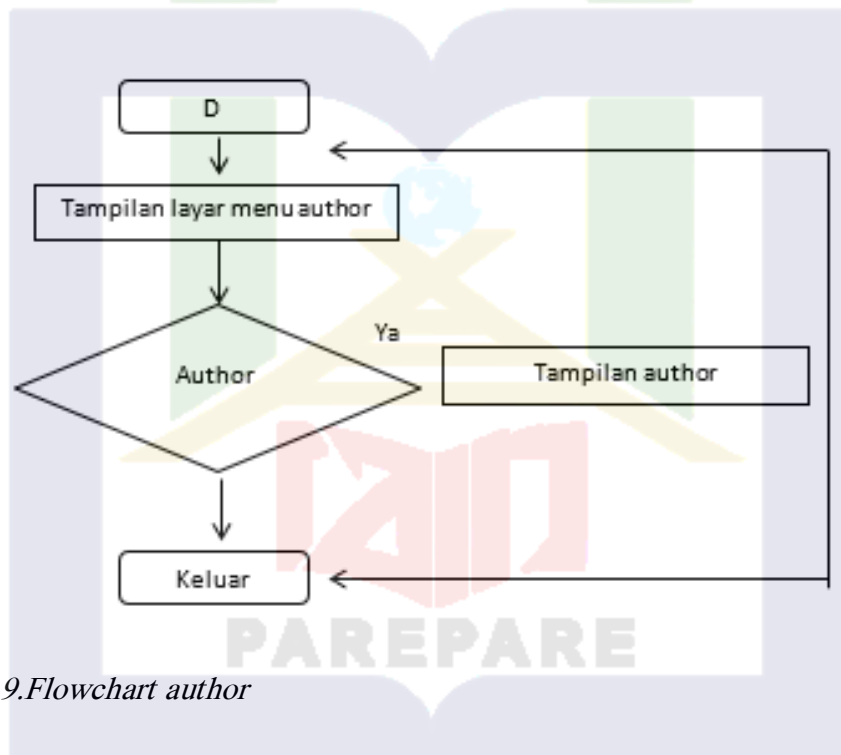 D
Tampilan layar menu author
Ya
Author
Tampilan author
Keluar
PAREPARE
9.Flowchart author